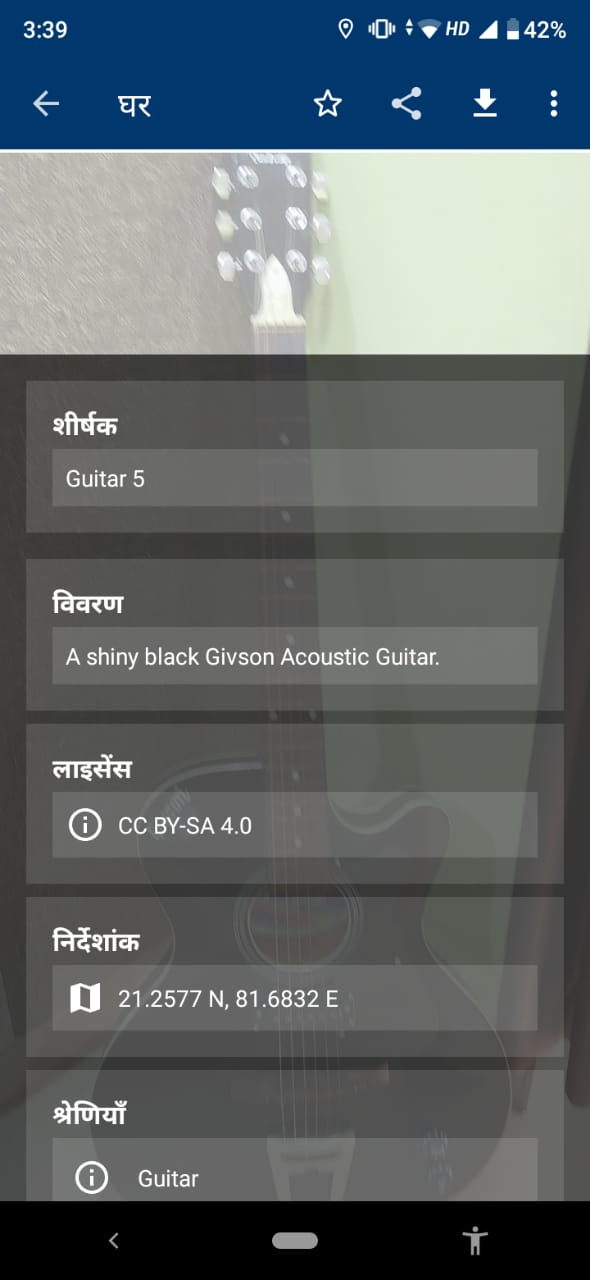 3:39
HD 42%
घर
शीर्षक
Guitar 5
विवरण
A shiny black Givson Acoustic Guitar.
लाइसेंस
CC BY-SA 4.0
निर्देशांक
21.2577 N, 81.6832 E
श्रेणियाँ
Guitar